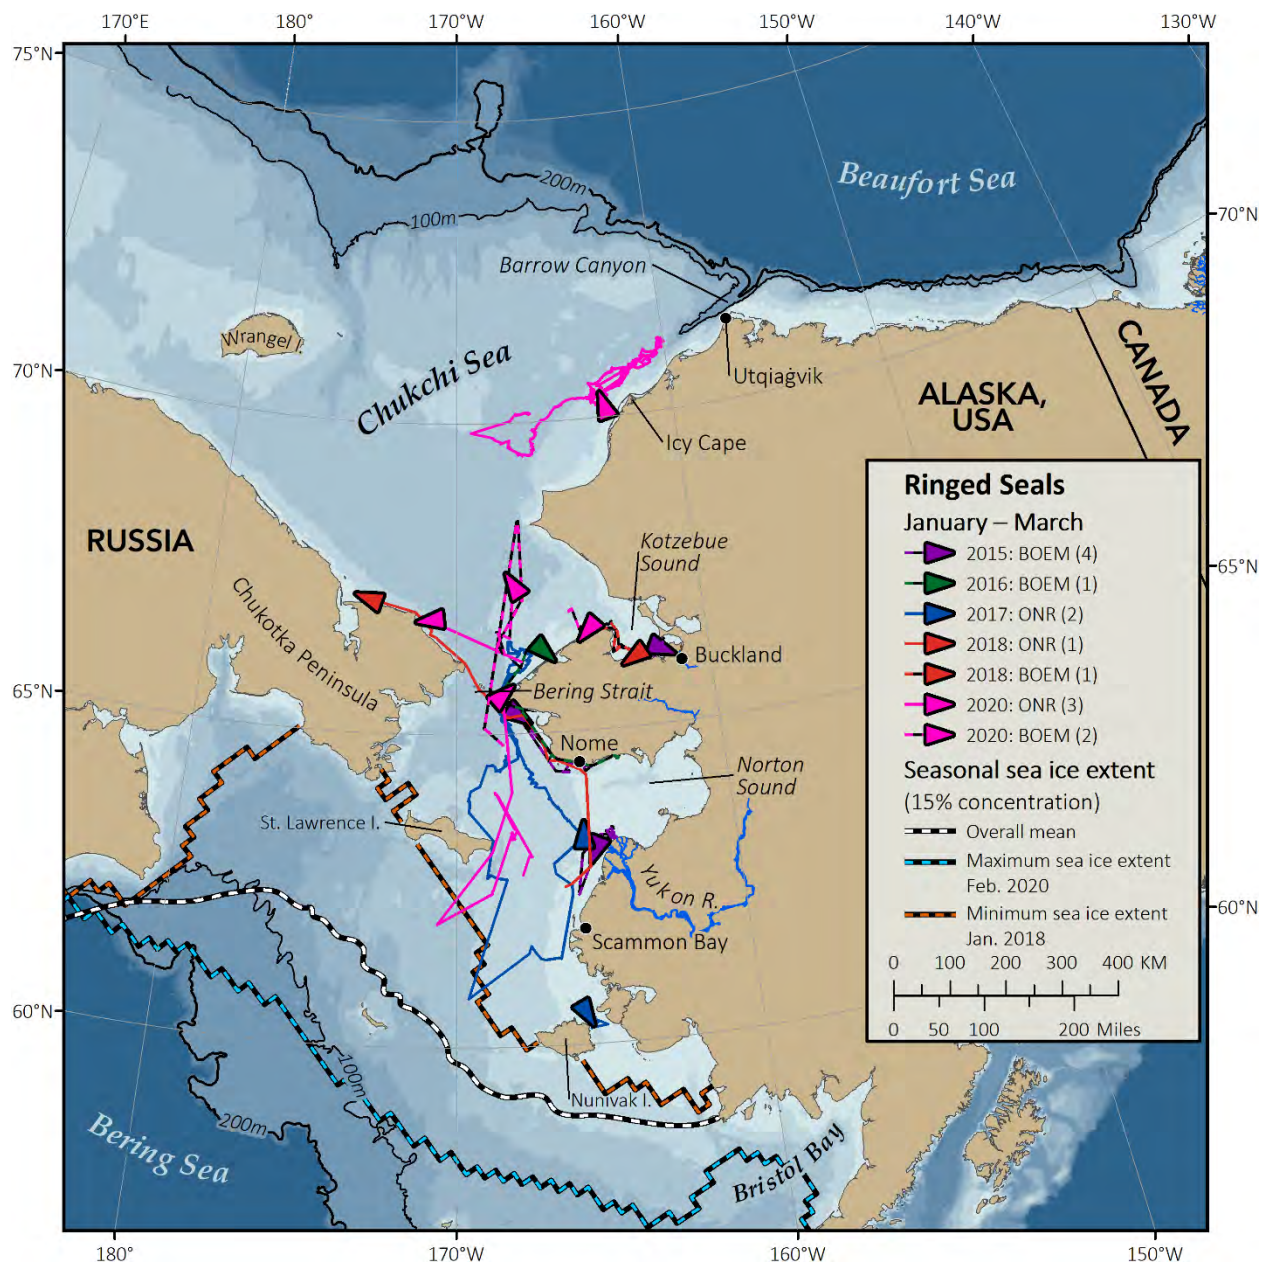 170°E
180°
170°W
160°W
150°W
140°W
130°W
75°N
Beaufort Sea
200m
100m
70°N
Barrow Canyon
Wrangel I.
Chukchi Sea
Utqiaġvik
70°N
CANADA
ALASKA,
USA
Icy Cape
RUSSIA
Kotzebue
Sound
65°N
Chukotka Peninsula
Buckland
65°N
Bering Strait
Nome
Norton
Sound
St. Lawrence I.
Yukon R.
60°N
Scammon Bay
60°N
100m
Nunivak I.
200m
Bering Sea
Bristol Bay
180°
170°W
160°W
150°W
Ringed Seals
January – March
2015: BOEM (4)
2016: BOEM (1)
2017: ONR (2)
2018: ONR (1)
2018: BOEM (1)
2020: ONR (3)
2020: BOEM (2)
Seasonal sea ice extent
(15% concentration)
Overall mean
Maximum sea ice extent
Feb. 2020
Minimum sea ice extent
Jan. 2018
0 100 200 300 400 KM
0 50 100 200 Miles